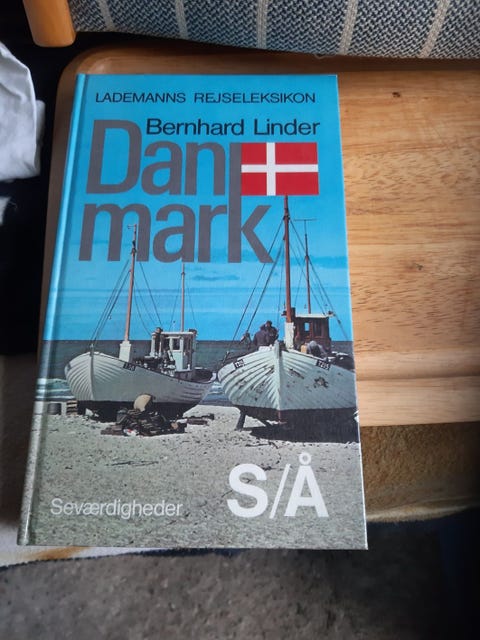 LADEMANNS REJSELEKSIKON
Bernhard Linder
Dan
mark
S/Å
Seværdigheder